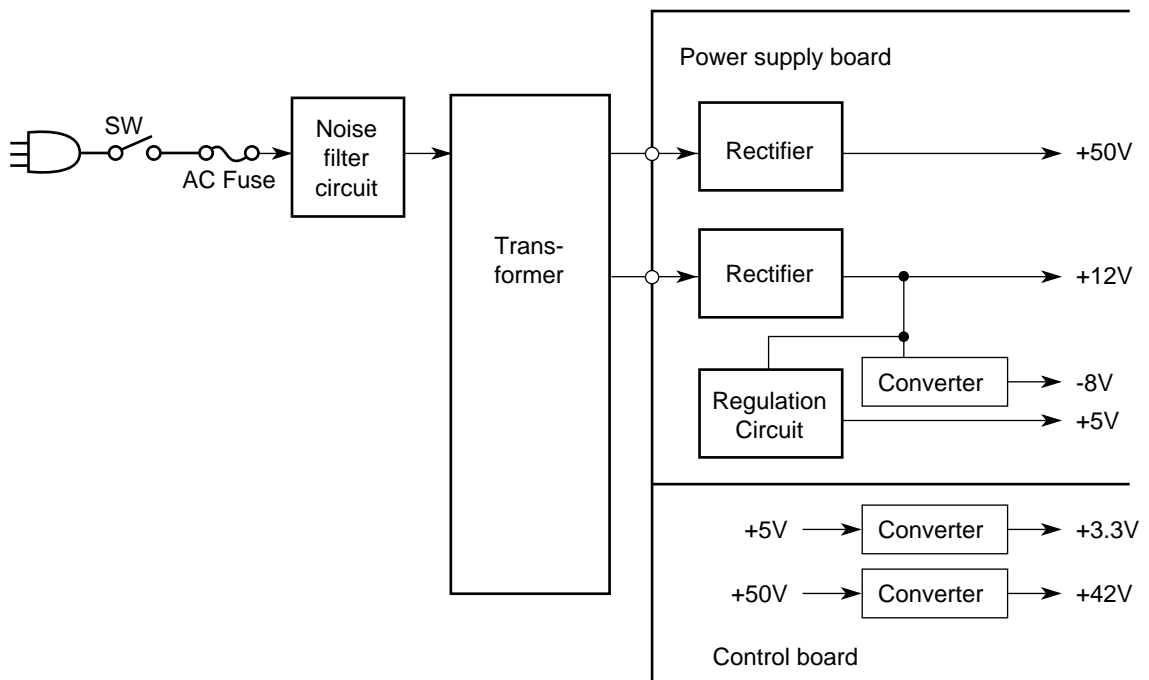 Power supply board
SW
AC Fuse
Noise
filter
circuit
Trans-
former
Rectifier
+50V
Rectifier
+12V
Converter
-8V
Regulation
Circuit
+5V
+5V
Converter
+3.3V
+50V
Converter
+42V
Control board